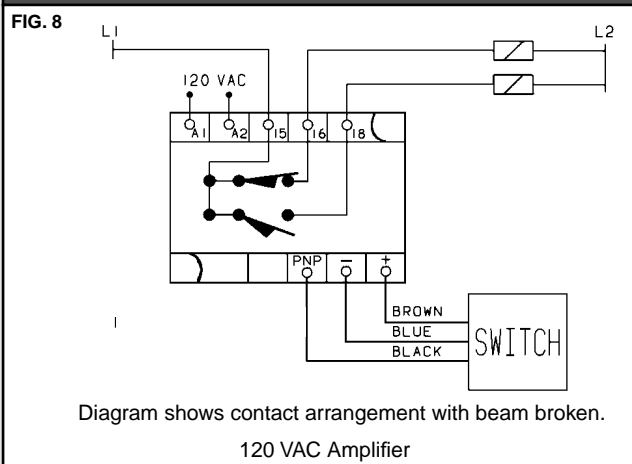 FIG. 8
L1
L2
120 VAC
A1 A2 15 16 18
PNP − +
BROWN
BLUE
BLACK
SWITCH
Diagram shows contact arrangement with beam broken.
120 VAC Amplifier